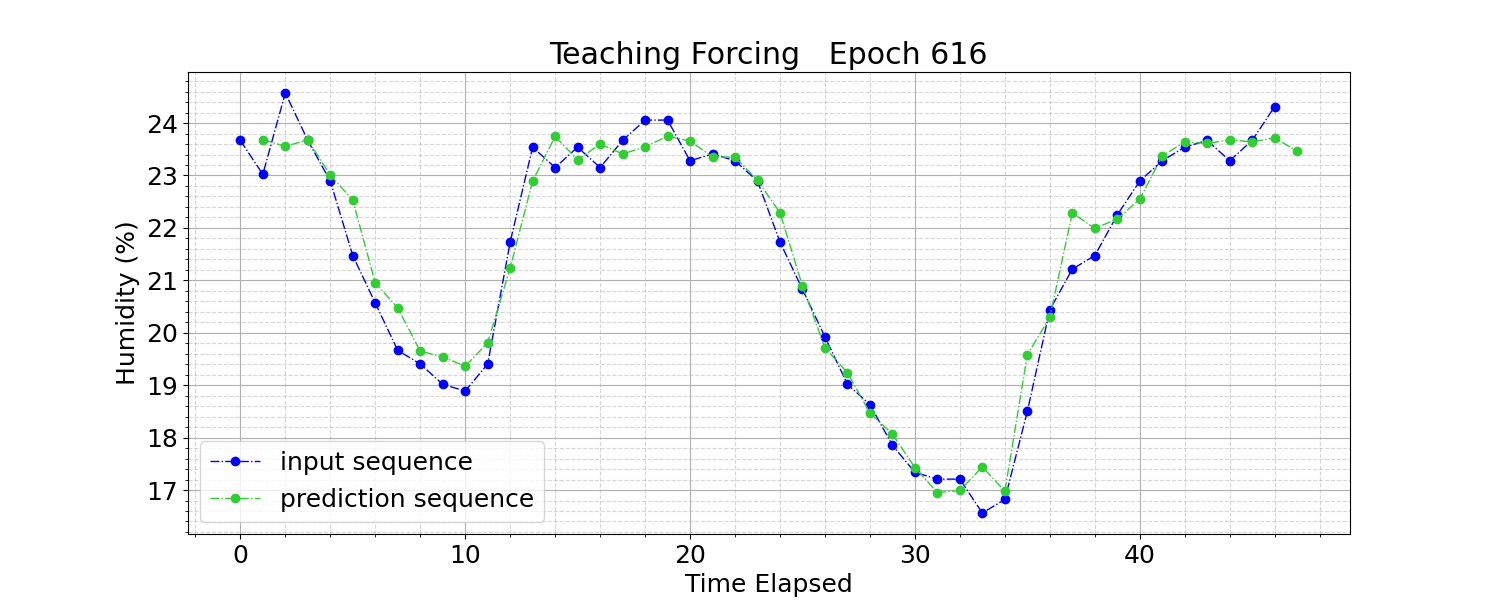 Teaching Forcing   Epoch 616
Humidity (%)
24
23
22
21
20
19
18
17
input sequence
prediction sequence
0 10 20 30 40
Time Elapsed